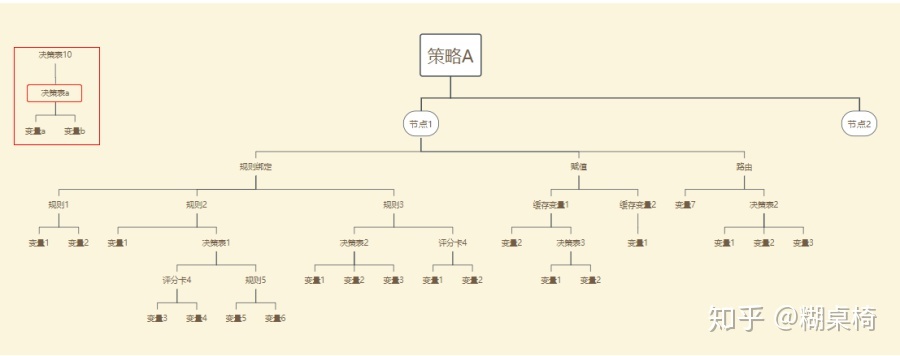 策略A
决策表10
决策表a
变量a 变量b
节点1 节点2
规则绑定 赋值 路由
规则1 规则2 规则3 缓存变量1 缓存变量2 变量7 决策表2
变量1 变量2 变量1 决策表1 决策表2 评分卡4 变量2 决策表3 变量1 变量1 变量2 变量3
评分卡4 规则5 变量1 变量2 变量3 变量1 变量2 变量1 变量2
变量3 变量4 变量5 变量6
知乎 @糊桌椅